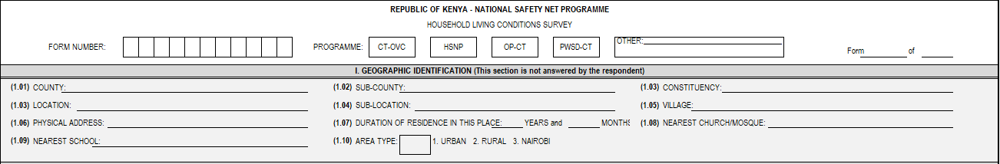 REPUBLIC OF KENYA - NATIONAL SAFETY NET PROGRAMME
HOUSEHOLD LIVING CONDITIONS SURVEY
FORM NUMBER: PROGRAMME: CT-OVC HSNP OP-CT PWSD-CT OTHER: Form of
I. GEOGRAPHIC IDENTIFICATION (This section is not answered by the respondent)
(1.01) COUNTY: (1.02) SUB-COUNTY: (1.03) CONSTITUENCY:
(1.03) LOCATION: (1.04) SUB-LOCATION: (1.05) VILLAGE:
(1.06) PHYSICAL ADDRESS: (1.07) DURATION OF RESIDENCE IN THIS PLACE: YEARS and MONTHS (1.08) NEAREST CHURCH/MOSQUE:
(1.09) NEAREST SCHOOL: (1.10) AREA TYPE: 1. URBAN 2. RURAL 3. NAIROBI